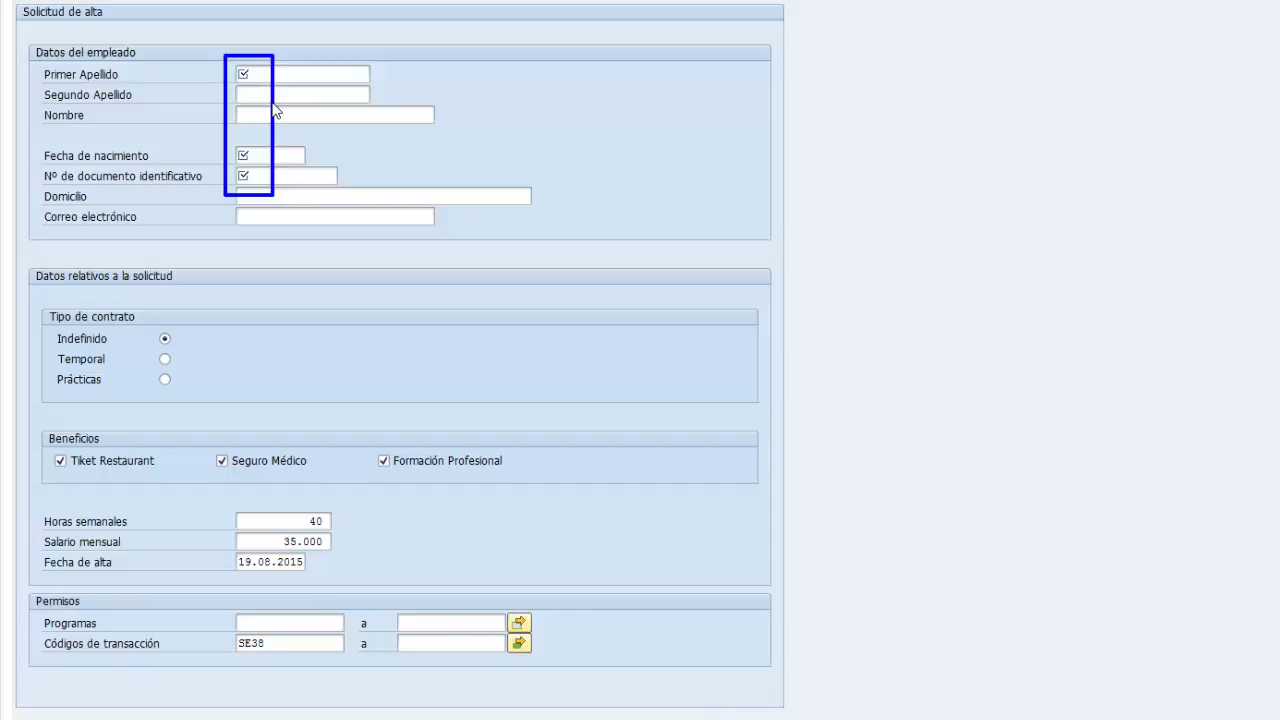 Solicitud de alta
Datos del empleado
Primer Apellido
Segundo Apellido
Nombre
Fecha de nacimiento
Nº de documento identificativo
Domicilio
Correo electrónico
Datos relativos a la solicitud
Tipo de contrato
Indefinido
Temporal
Prácticas
Beneficios
Tiket Restaurant Seguro Médico Formación Profesional
Horas semanales 40
Salario mensual 35.000
Fecha de alta 19.08.2015
Permisos
Programas a
Códigos de transacción SE38 a